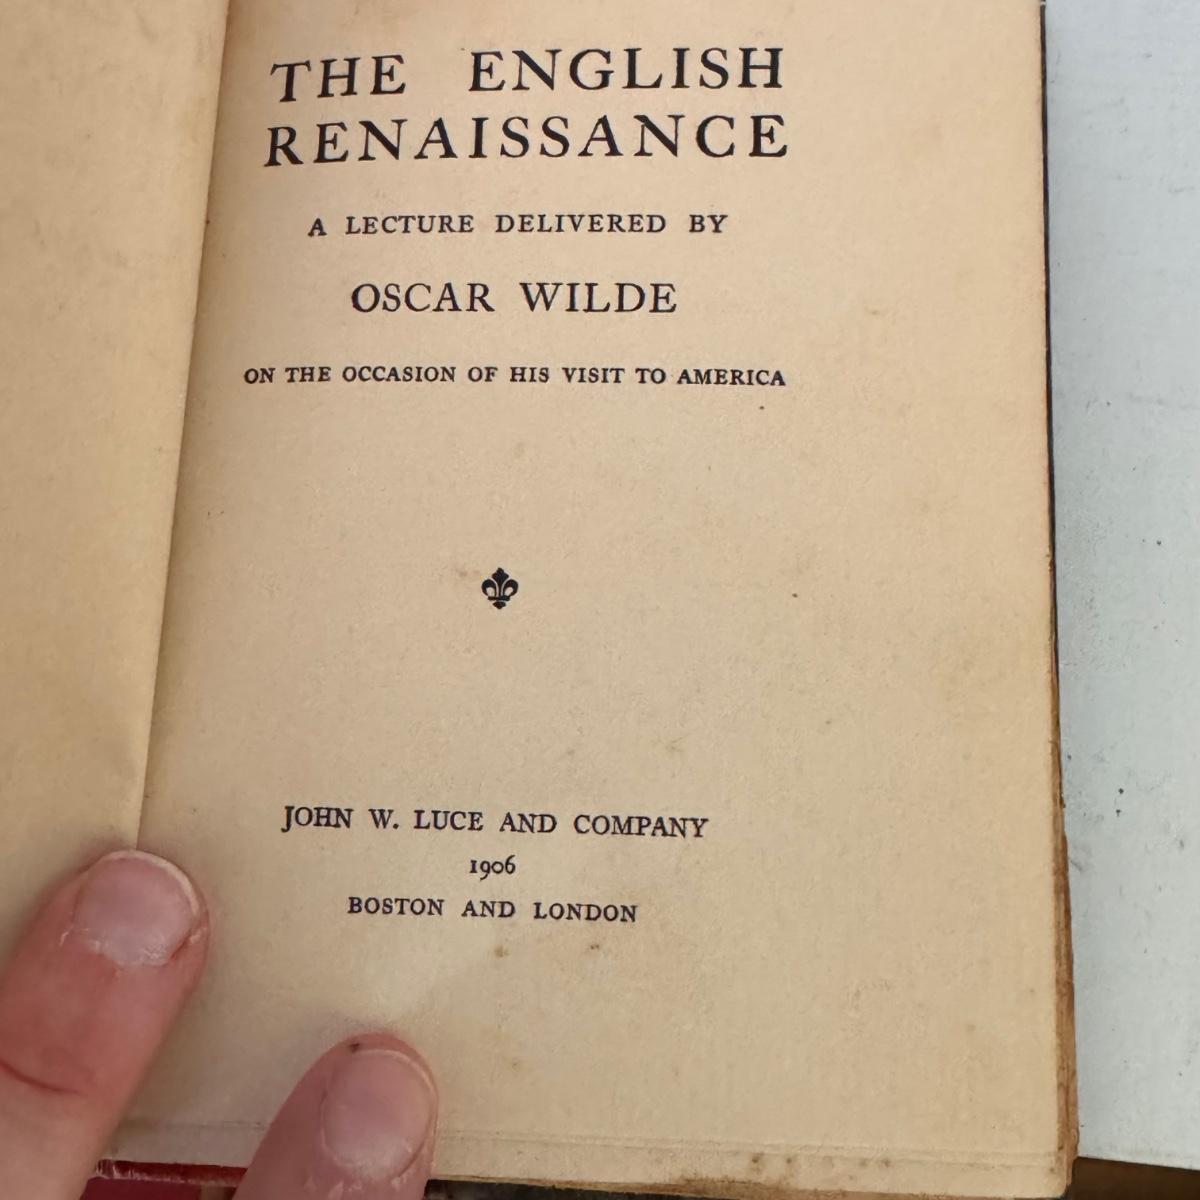 THE ENGLISH
RENAISSANCE
A LECTURE DELIVERED BY
OSCAR WILDE
ON THE OCCASION OF HIS VISIT TO AMERICA
JOHN W. LUCE AND COMPANY
1906
BOSTON AND LONDON